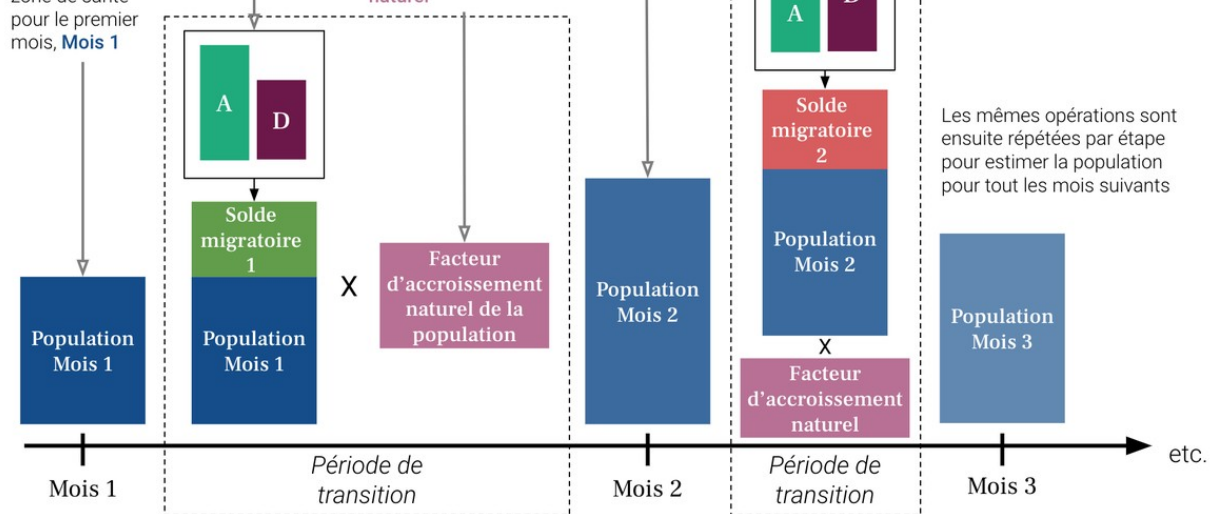 zone de santé
pour le premier
mois, Mois 1
naturel
A
D
Solde
migratoire
1
Population
Mois 1
Population
Mois 1
X
Facteur
d'accroissement
naturel de la
population
Population
Mois 2
A
D
Solde
migratoire
2
Population
Mois 2
X
Facteur
d'accroissement
naturel
Les mêmes opérations sont
ensuite répétées par étape
pour estimer la population
pour tout les mois suivants
Population
Mois 3
Mois 1
Période de
transition
Mois 2
Période de
transition
Mois 3
etc.